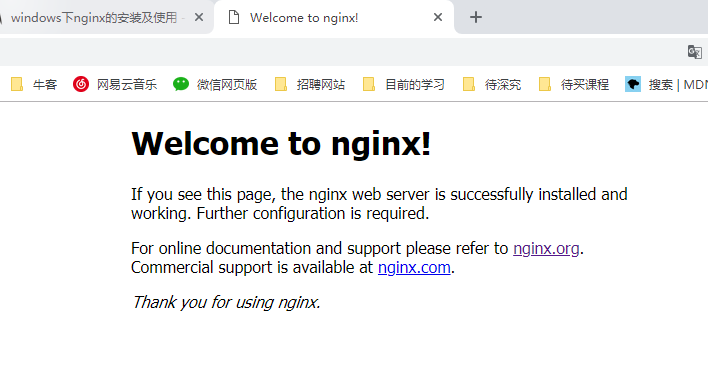 windows下nginx的安装及使用
Welcome to nginx!
牛客 网易云音乐 微信网页版 招聘网站 目前的学习 待深究 待买课程 搜索 | MDN
Welcome to nginx!
If you see this page, the nginx web server is successfully installed and
working. Further configuration is required.
For online documentation and support please refer to nginx.org.
Commercial support is available at nginx.com.
Thank you for using nginx.